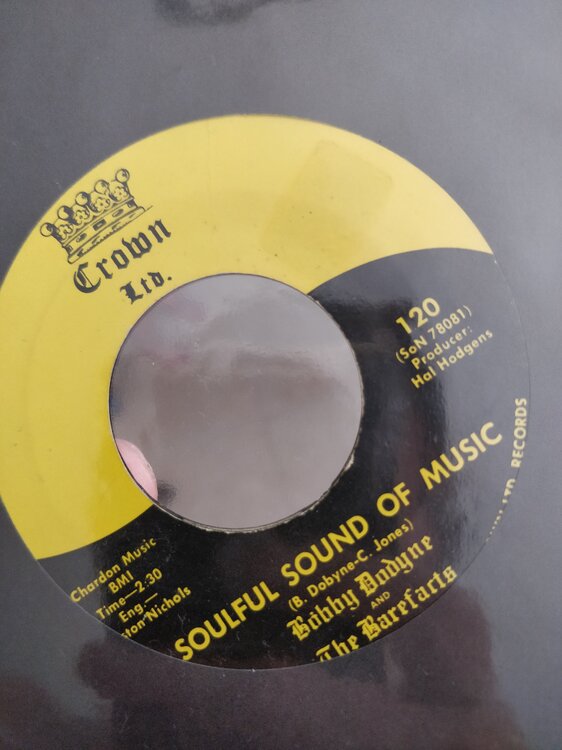 Crown
Ltd.
120
(SoN 78081)
Producer:
Hal Hodgens
RECORDS
Chardon Music
BMI
Time—2:30
Eng.—
Nichols
SOULFUL SOUND OF MUSIC
(B. Dobyne-C. Jones)
Bobby Dodyne
AND
The Barefacts